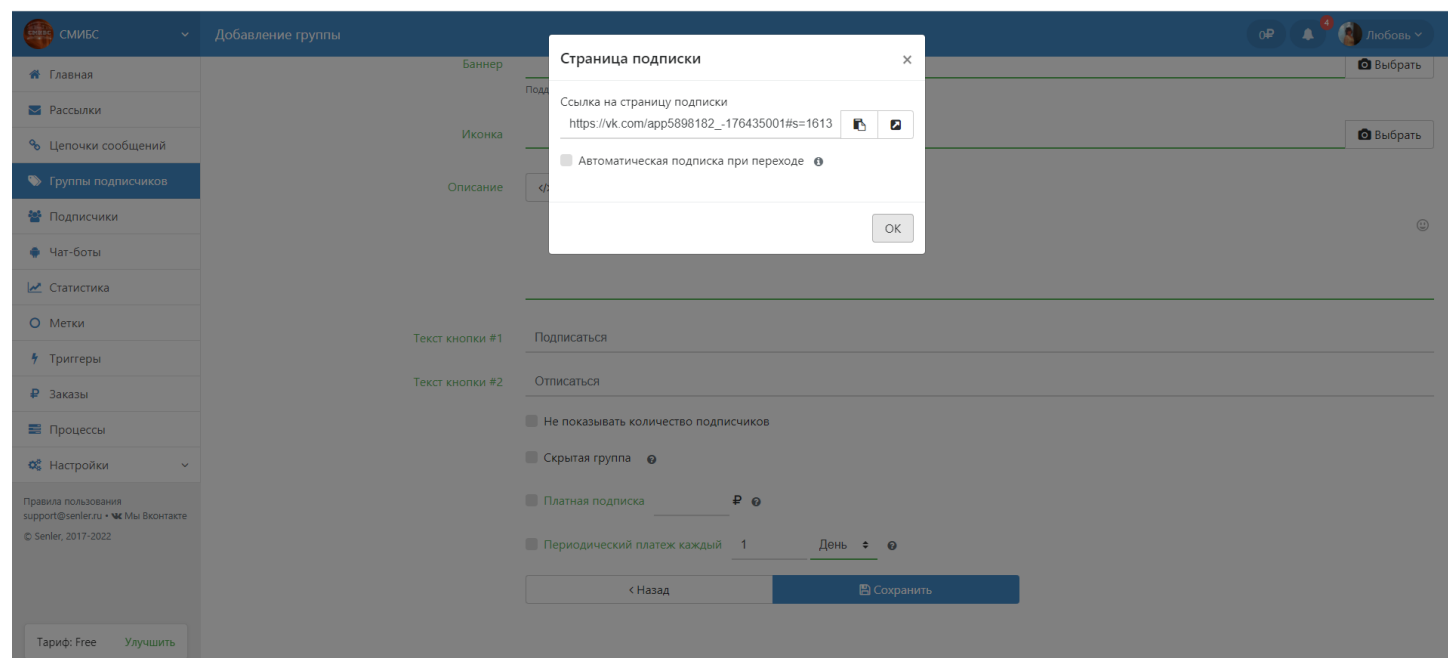 СМИБС
Добавление группы
0₽
4
Любовь
Главная
Рассылки
Цепочки сообщений
Группы подписчиков
Подписчики
Чат-боты
Статистика
Метки
Триггеры
Заказы
Процессы
Настройки
Правила пользования
support@senler.ru • Мы Вконтакте
© Senler, 2017-2022
Тариф: Free Улучшить
Страница подписки ×
Ссылка на страницу подписки
https://vk.com/app5898182_-176435001#s=1613
Автоматическая подписка при переходе
OK
Баннер
Выбрать
Иконка
Выбрать
Описание
Текст кнопки #1 Подписаться
Текст кнопки #2 Отписаться
Не показывать количество подписчиков
Скрытая группа
Платная подписка ₽
Периодический платеж каждый 1 День
Назад
Сохранить